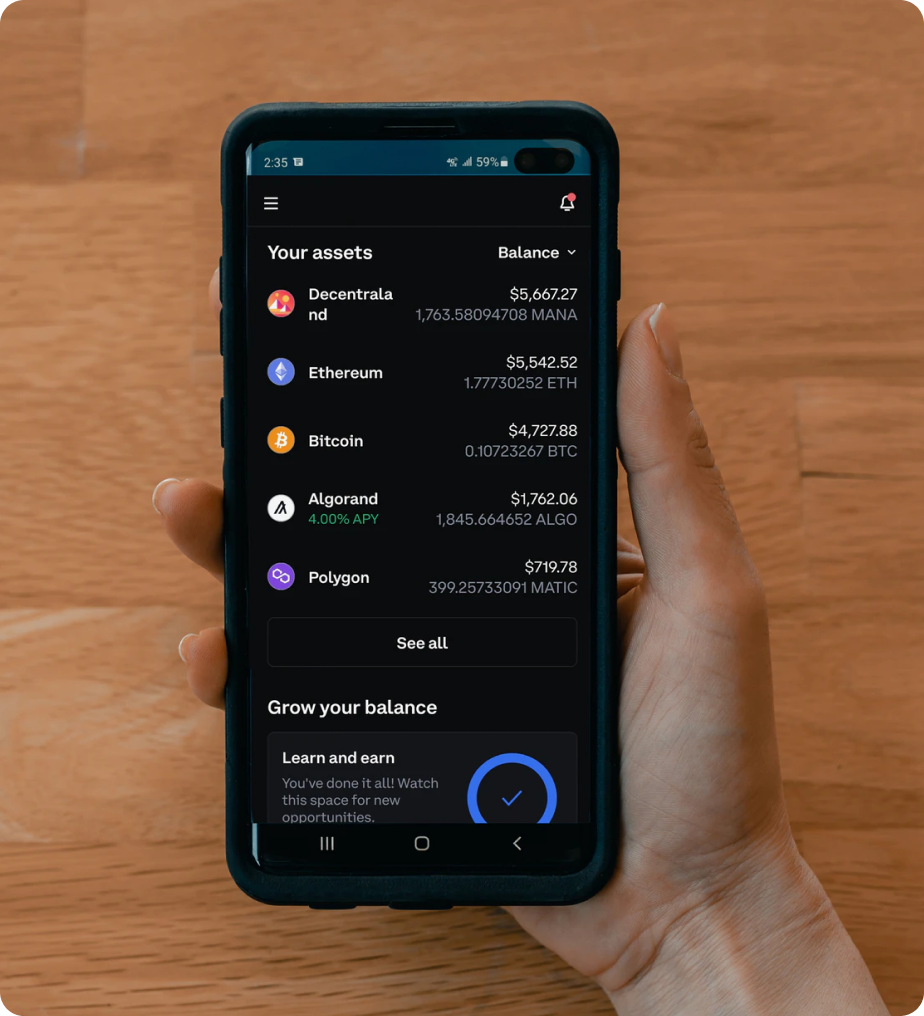 2:35
59%
Your assets
Balance
Decentrala
nd
$5,667.27
1,763.58094708 MANA
Ethereum
$5,542.52
1.77730252 ETH
Bitcoin
$4,727.88
0.10723267 BTC
Algorand
4.00% APY
$1,762.06
1,845.664652 ALGO
Polygon
$719.78
399.25733091 MATIC
See all
Grow your balance
Learn and earn
You've done it all! Watch
this space for new
opportunities.